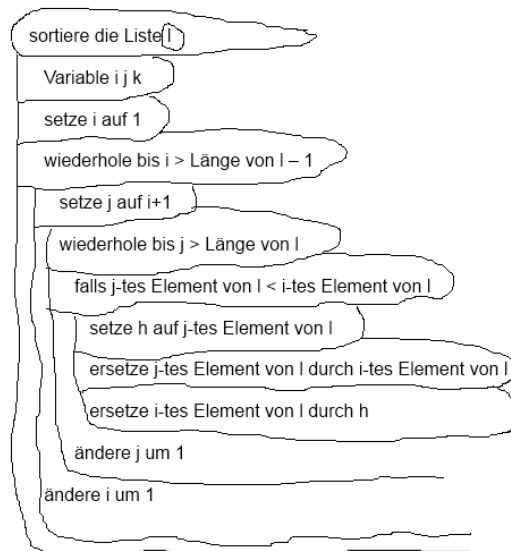 sortiere die Liste l
Variable i j k
setze i auf 1
wiederhole bis i > Länge von l – 1
setze j auf i+1
wiederhole bis j > Länge von l
falls j-tes Element von l < i-tes Element von l
setze h auf j-tes Element von l
ersetze j-tes Element von l durch i-tes Element von l
ersetze i-tes Element von l durch h
ändere j um 1
ändere i um 1